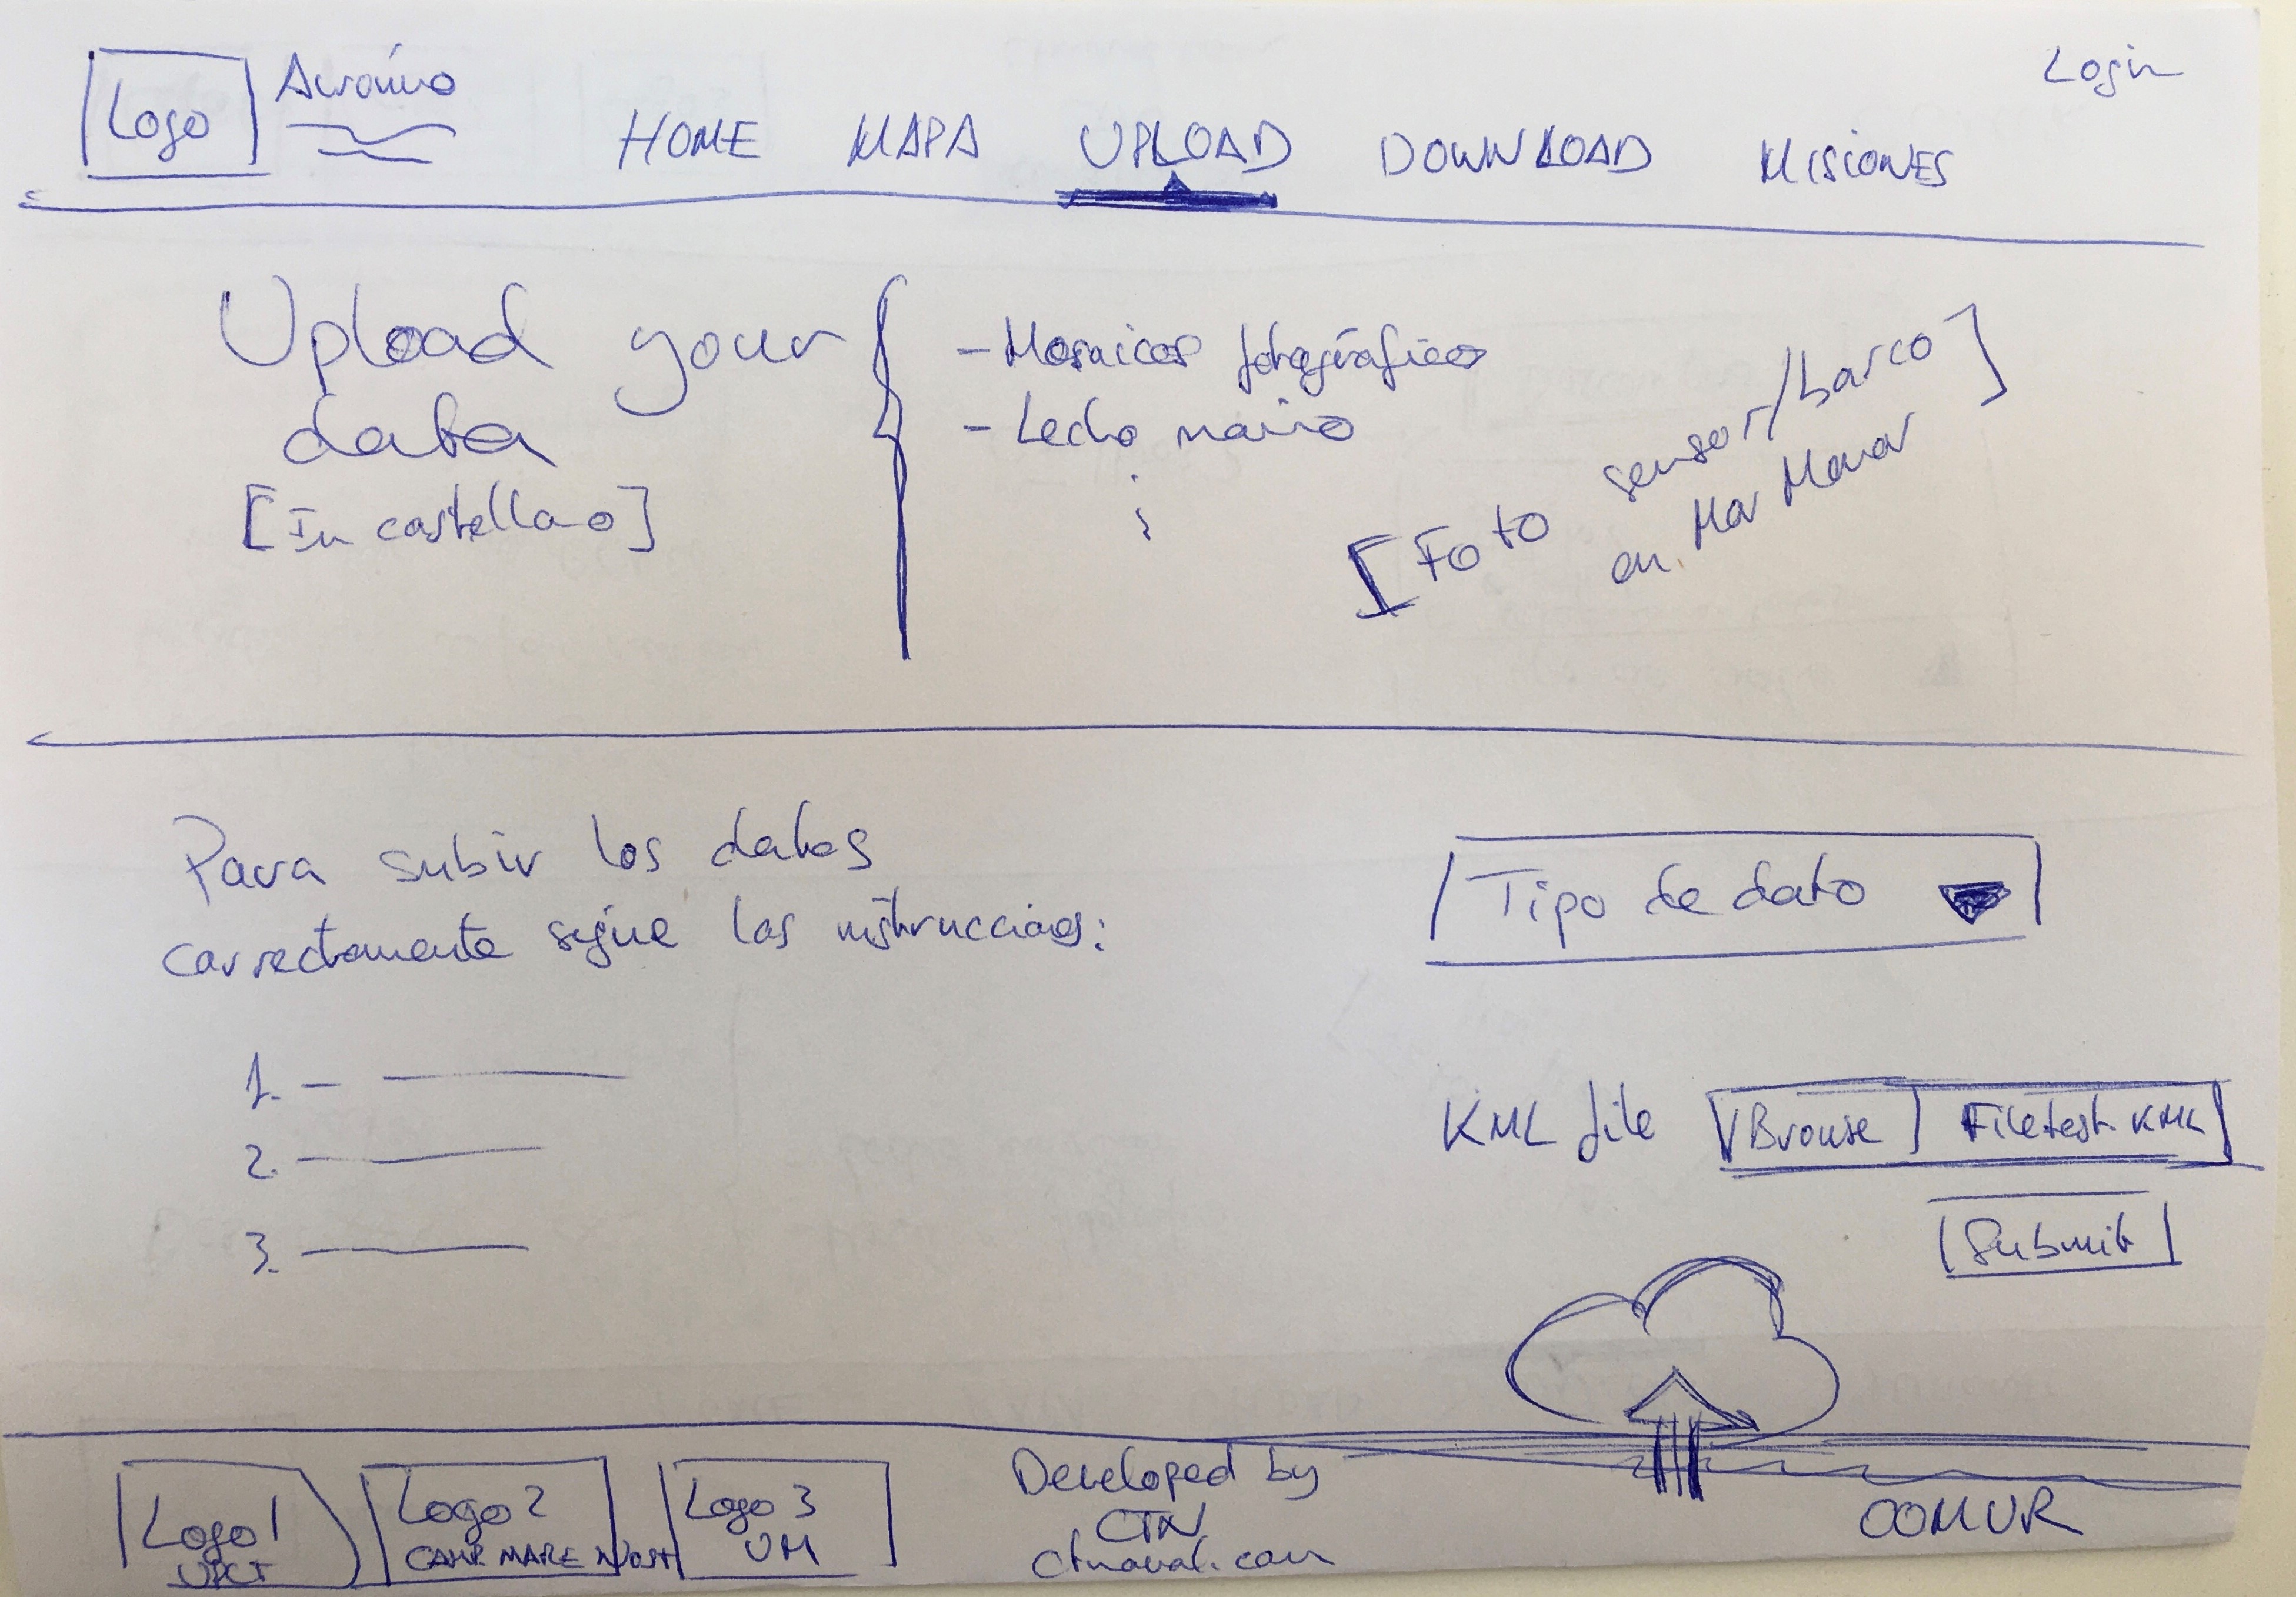 Logo
Acrónimo
Login
HOME MAPA UPLOAD DOWNLOAD MISIONES
Upload your
data
[In castellano]
- Mosaicos fotográficos
- Lecho marino
[Foto sensor/barco]
en Mar Menor
Para subir los datos
correctamente sigue las instrucciones:
1. –
2.
3.
Tipo de dato
KML file Browse Filetest.KML
Submit
Logo 1
UPCT
Logo 2
CAMP. MARE NOST
Logo 3
UM
Developed by
CTN
ctnaval.com
OOMUR